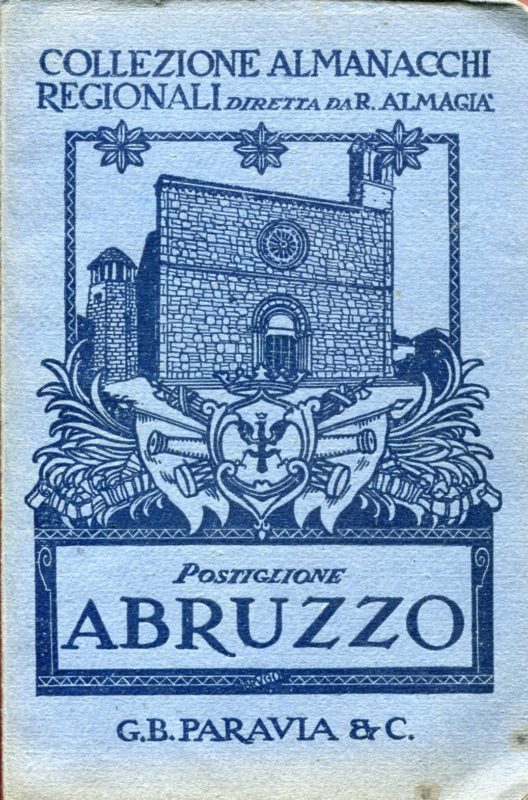 COLLEZIONE ALMANACCHI
REGIONALI DIRETTA DA R. ALMAGIÀ
POSTIGLIONE
ABRUZZO
G.B. PARAVIA & C.